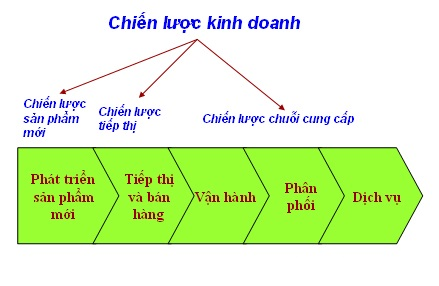 Chiến lược kinh doanh
Chiến lược
sản phẩm
mới
Chiến lược
tiếp thị
Chiến lược chuỗi cung cấp
Phát triển
sản phẩm
mới
Tiếp thị
và bán
hàng
Vận hành
Phân
phối
Dịch vụ